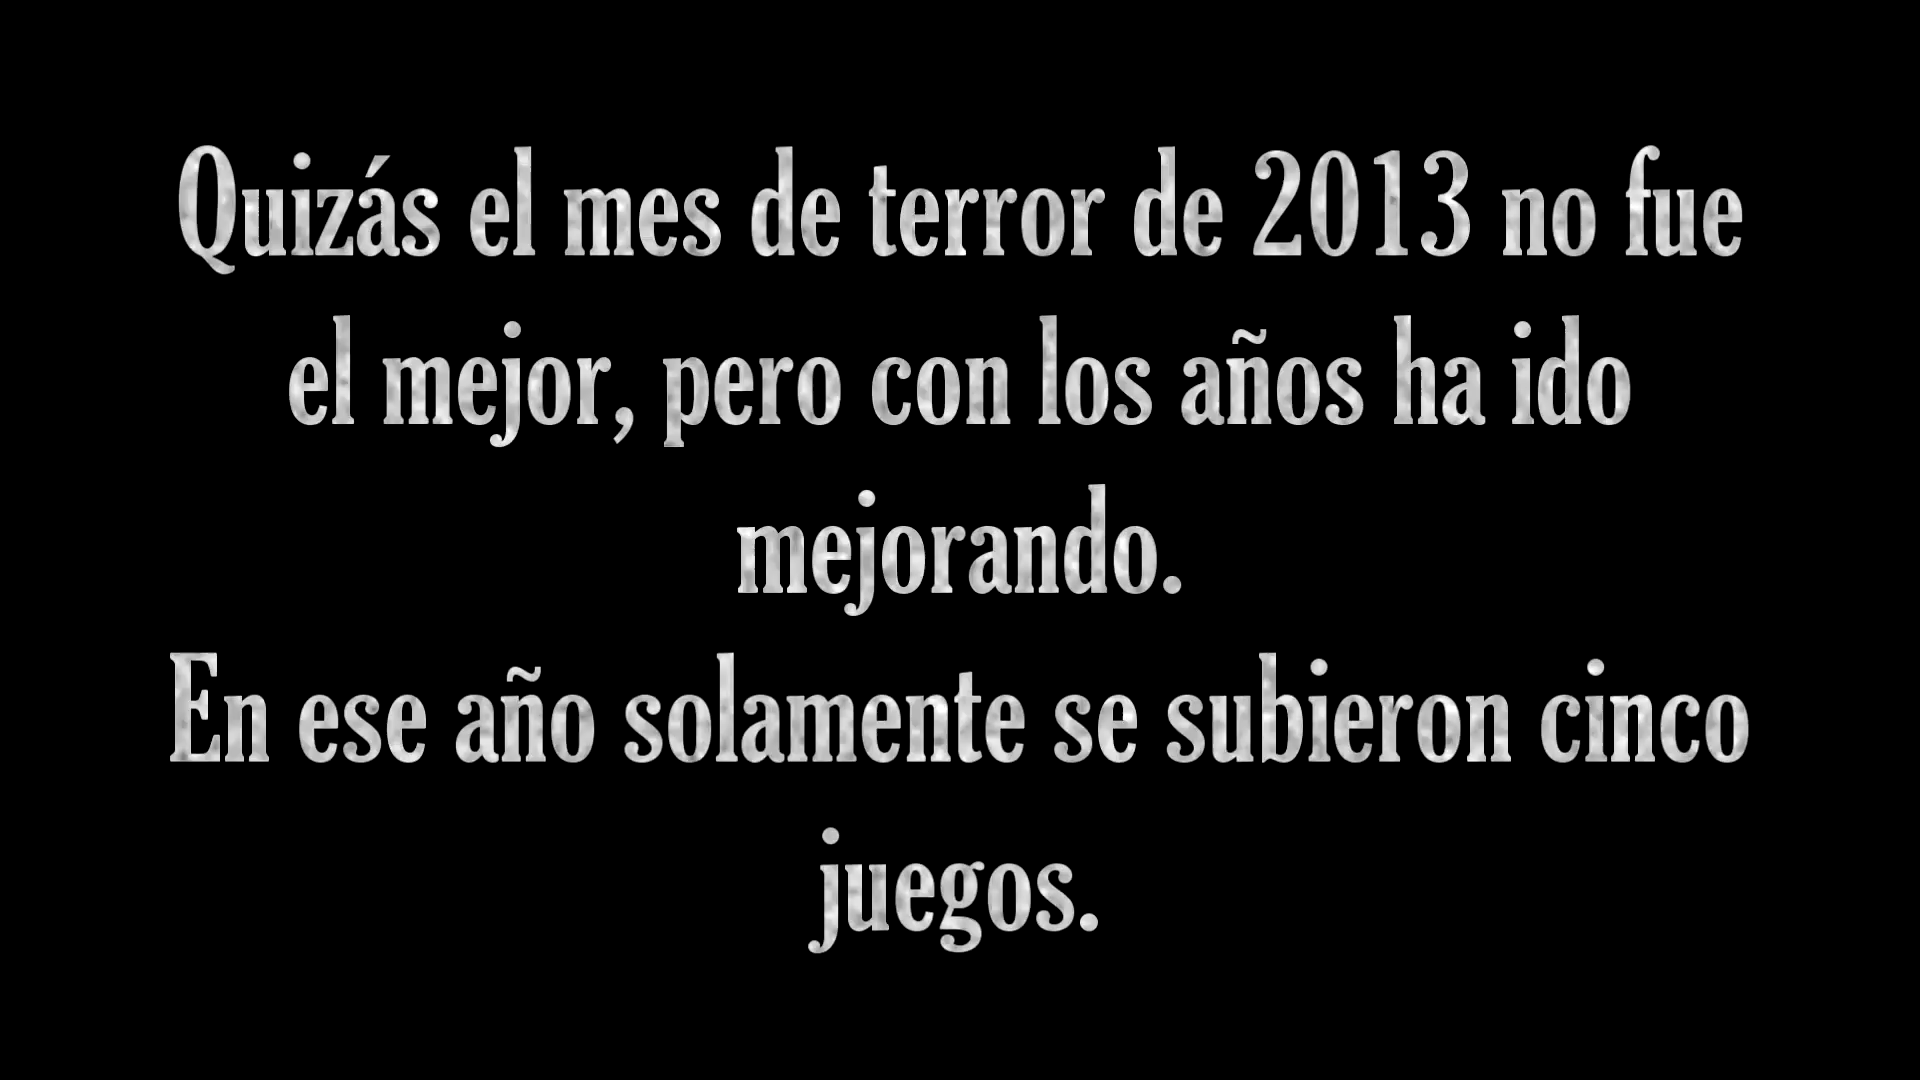 Quizás el mes de terror de 2013 no fue
el mejor, pero con los años ha ido
mejorando.
En ese año solamente se subieron cinco
juegos.